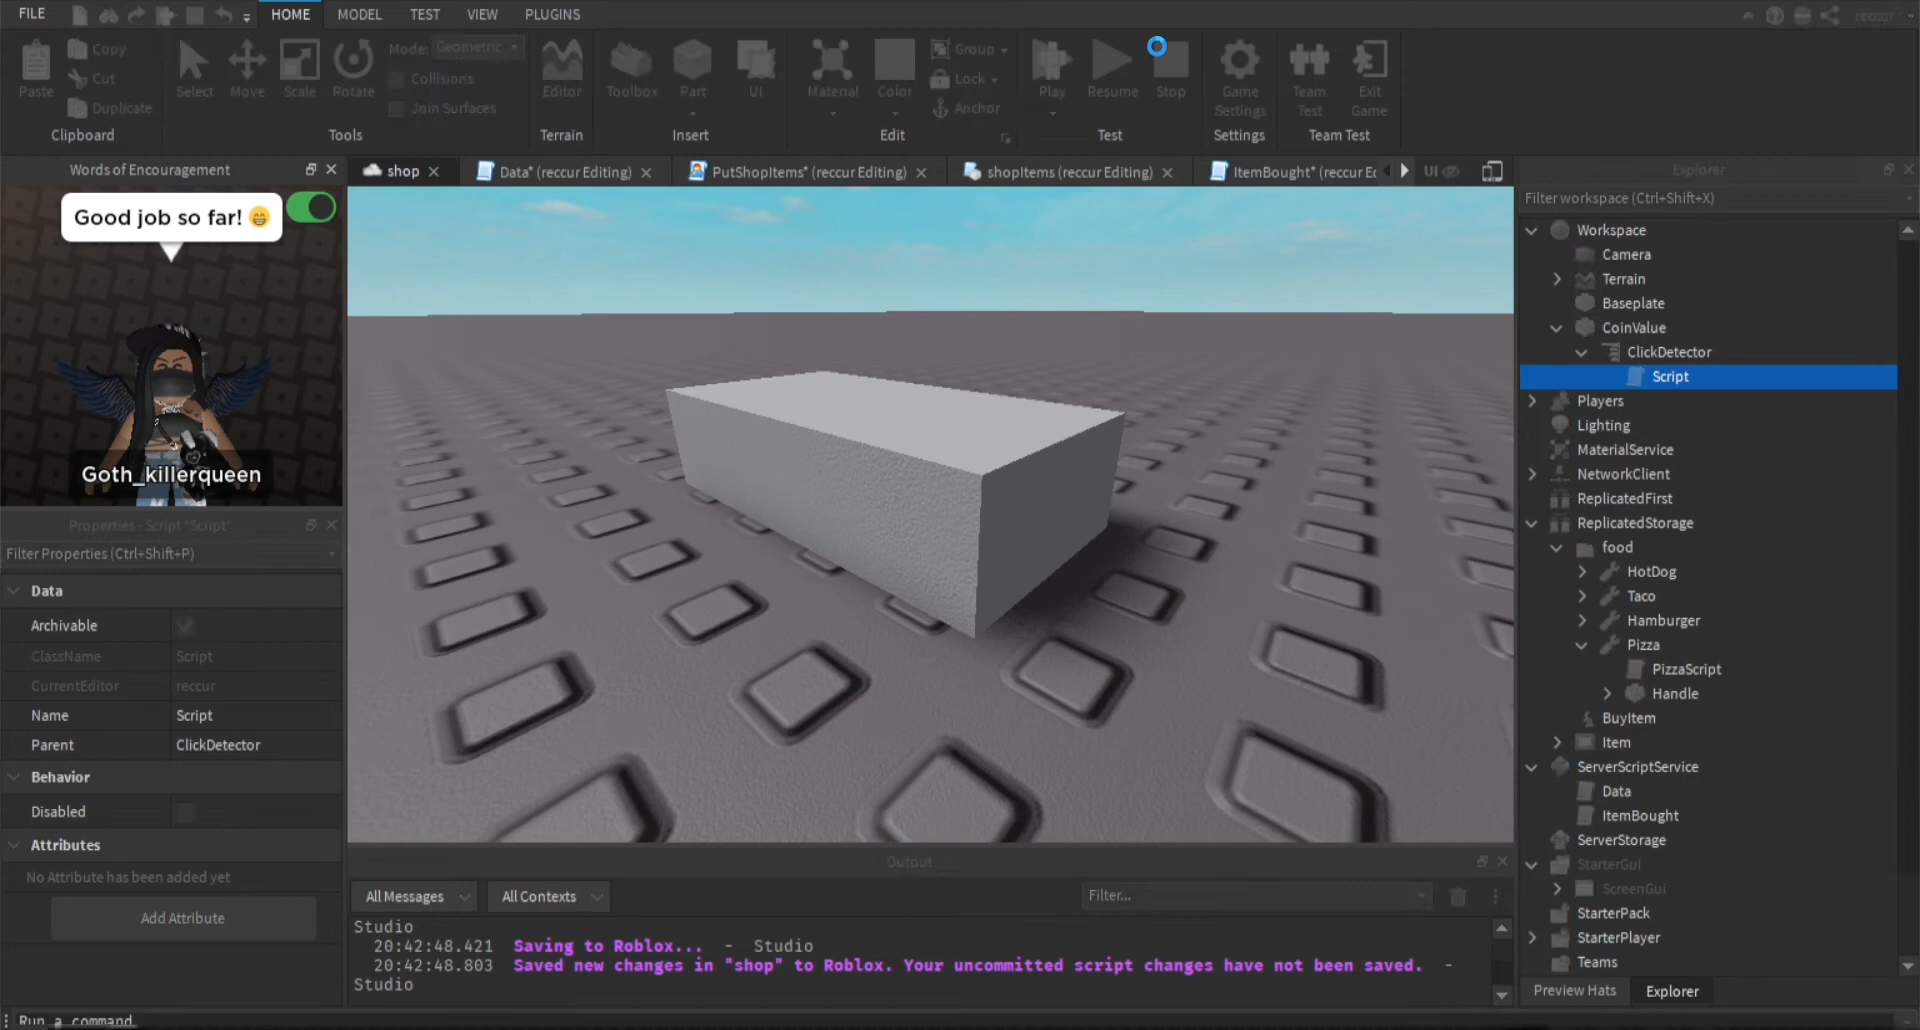 FILE
HOME
MODEL
TEST
VIEW
PLUGINS
reccur
Paste
Copy
Cut
Duplicate
Clipboard
Select
Move
Scale
Rotate
Mode: Geometric
Collisions
Join Surfaces
Tools
Editor
Terrain
Toolbox
Part
UI
Insert
Material
Color
Group
Lock
Anchor
Edit
Play
Resume
Stop
Test
Game
Settings
Settings
Team
Test
Exit
Game
Team Test
Words of Encouragement
Good job so far! 😁
Goth_killerqueen
shop
Data* (reccur Editing)
PutShopItems* (reccur Editing)
shopItems (reccur Editing)
ItemBought* (reccur Ec
UI
Properties - Script "Script"
Filter Properties (Ctrl+Shift+P)
Data
Archivable
ClassName Script
CurrentEditor reccur
Name Script
Parent ClickDetector
Behavior
Disabled
Attributes
No Attribute has been added yet
Add Attribute
Output
All Messages
All Contexts
Filter...
Studio
20:42:48.421 Saving to Roblox... - Studio
20:42:48.803 Saved new changes in "shop" to Roblox. Your uncommitted script changes have not been saved. -
Studio
Run a command
Explorer
Filter workspace (Ctrl+Shift+X)
Workspace
Camera
Terrain
Baseplate
CoinValue
ClickDetector
Script
Players
Lighting
MaterialService
NetworkClient
ReplicatedFirst
ReplicatedStorage
food
HotDog
Taco
Hamburger
Pizza
PizzaScript
Handle
BuyItem
Item
ServerScriptService
Data
ItemBought
ServerStorage
StarterGui
ScreenGui
StarterPack
StarterPlayer
Teams
Preview Hats
Explorer